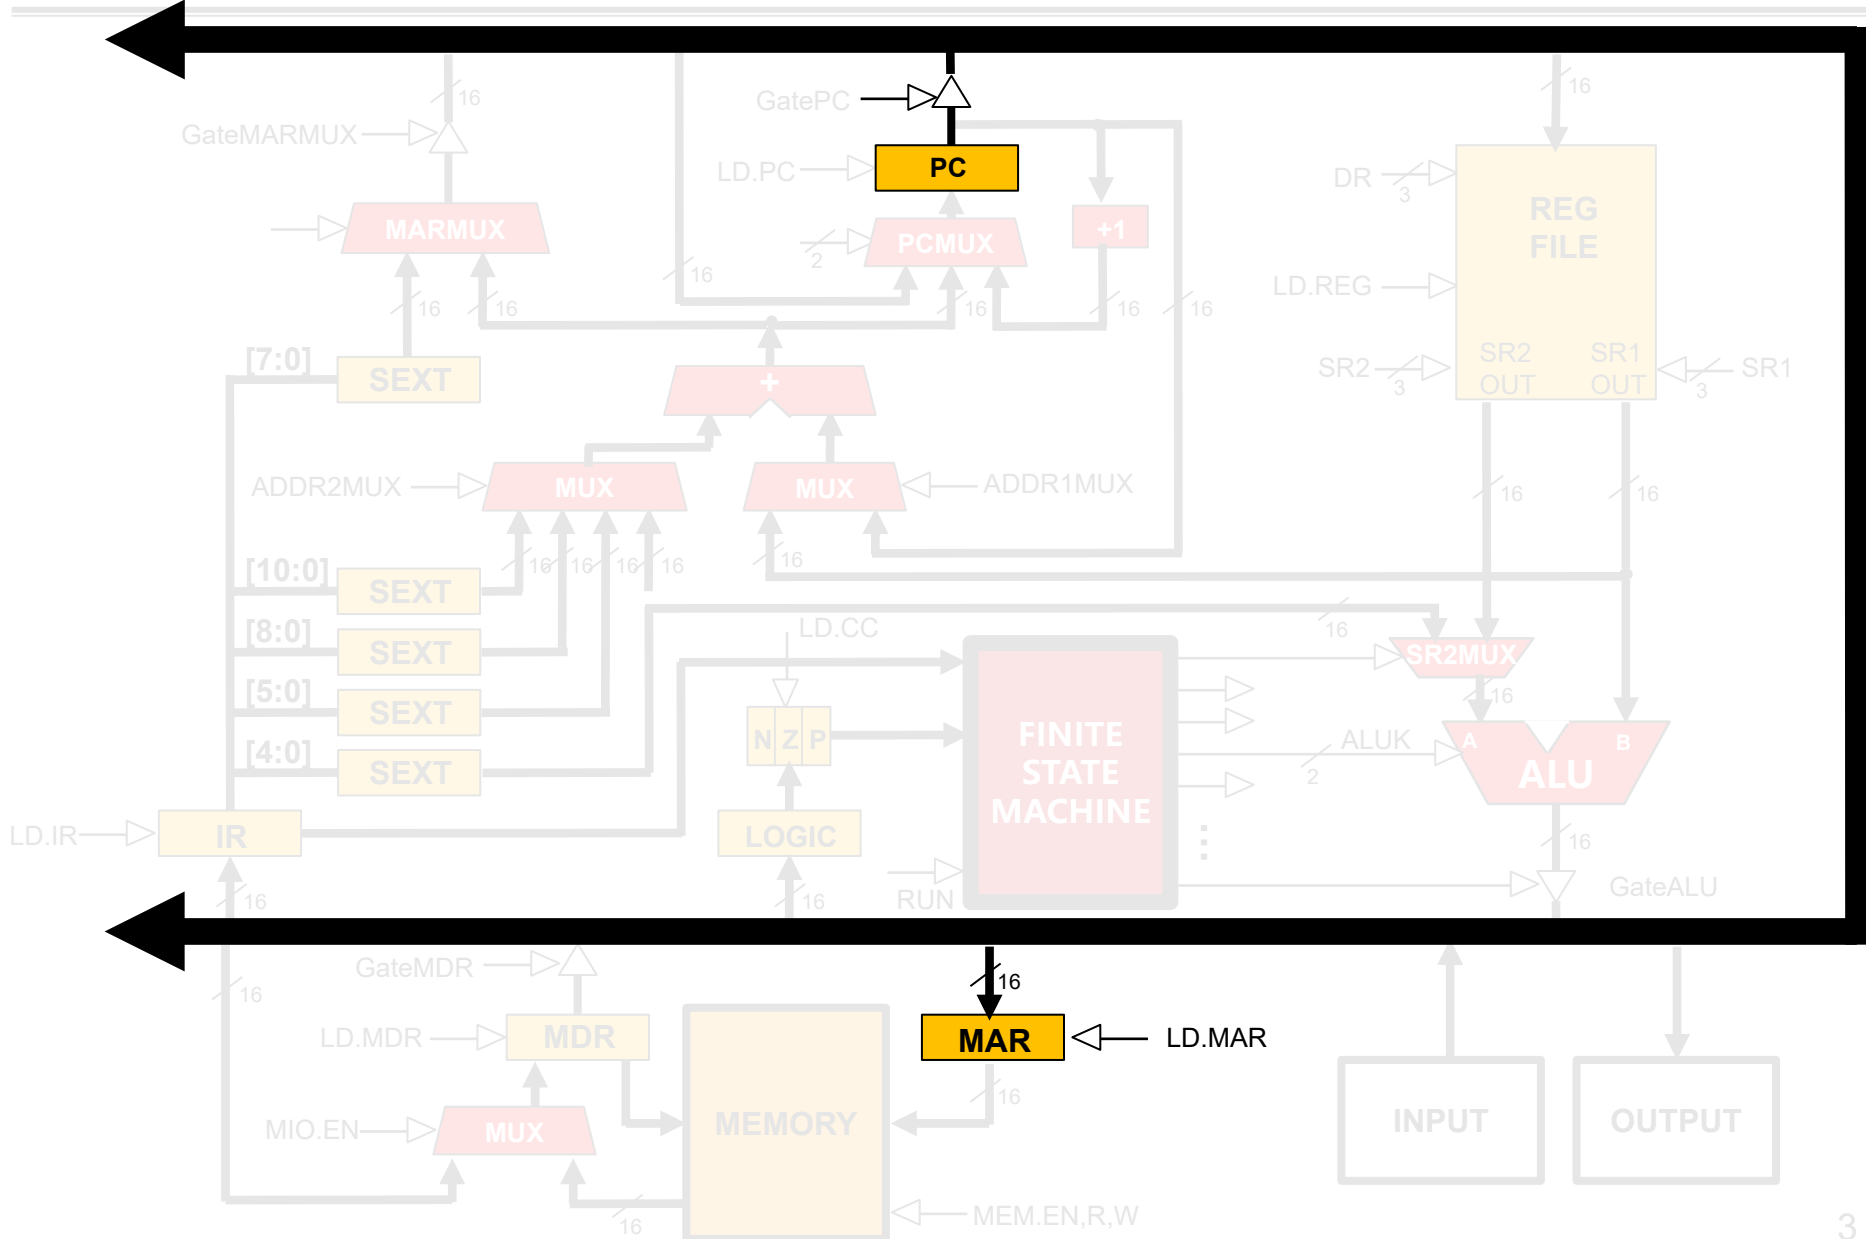 16
16
GatePC
GateMARMUX
LD.PC
PC
DR
3
REG
FILE
MARMUX
2
PCMUX
+1
16
LD.REG
16
16
16
16
16
[7:0]
SEXT
+
SR2
3
SR2
OUT
SR1
OUT
3
SR1
ADDR2MUX
MUX
MUX
ADDR1MUX
16
16
16
16
16
16
16
[10:0]
SEXT
[8:0]
SEXT
LD.CC
16
SR2MUX
[5:0]
SEXT
16
N Z P
FINITE
STATE
MACHINE
2
ALUK
A
B
ALU
[4:0]
SEXT
LD.IR
IR
LOGIC
⋮
16
16
16
RUN
GateALU
GateMDR
16
16
LD.MDR
MDR
MAR
LD.MAR
16
MIO.EN
MUX
MEMORY
INPUT
OUTPUT
16
MEM.EN,R,W
3